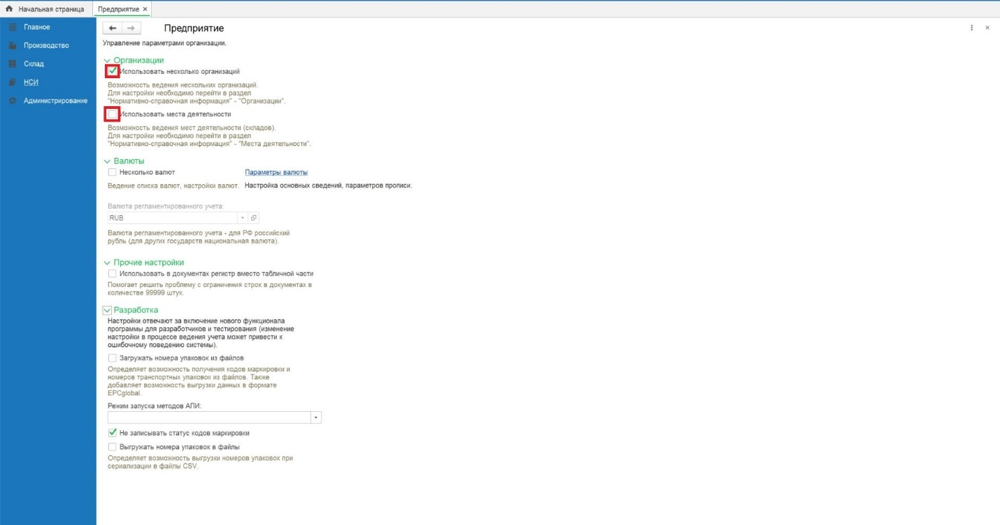 Начальная страница
Предприятие ×
Главное
Производство
Склад
НСИ
Администрирование
Предприятие
Управление параметрами организации.
Организации
Использовать несколько организаций
Возможность ведения нескольких организаций.
Для настройки необходимо перейти в раздел
"Нормативно-справочная информация" - "Организации".
Использовать места деятельности
Возможность ведения мест деятельности (складов).
Для настройки необходимо перейти в раздел
"Нормативно-справочная информация" - "Места деятельности".
Валюты
Несколько валют Параметры валюты
Ведение списка валют, настройки валют. Настройка основных сведений, параметров прописи.
Валюта регламентированного учета:
RUB
Валюта регламентированного учета - для РФ российский
рубль (для других государств национальная валюта).
Прочие настройки
Использовать в документах регистр вместо табличной части
Помогает решить проблему с ограничения строк в документах в
количестве 99999 штук.
Разработка
Настройки отвечают за включение нового функционала
программы для разработчиков и тестирования (изменение
настройки в процессе ведения учета может привести к
ошибочному поведению системы).
Загружать номера упаковок из файлов
Определяет возможность получения кодов маркировки и
номеров транспортных упаковок из файлов. Также
добавляет возможность выгрузки данных в формате
EPCglobal.
Режим запуска методов АПИ:
Не записывать статус кодов маркировки
Выгружать номера упаковок в файлы
Определяет возможность выгрузки номеров упаковок при
сериализации в файлы CSV.